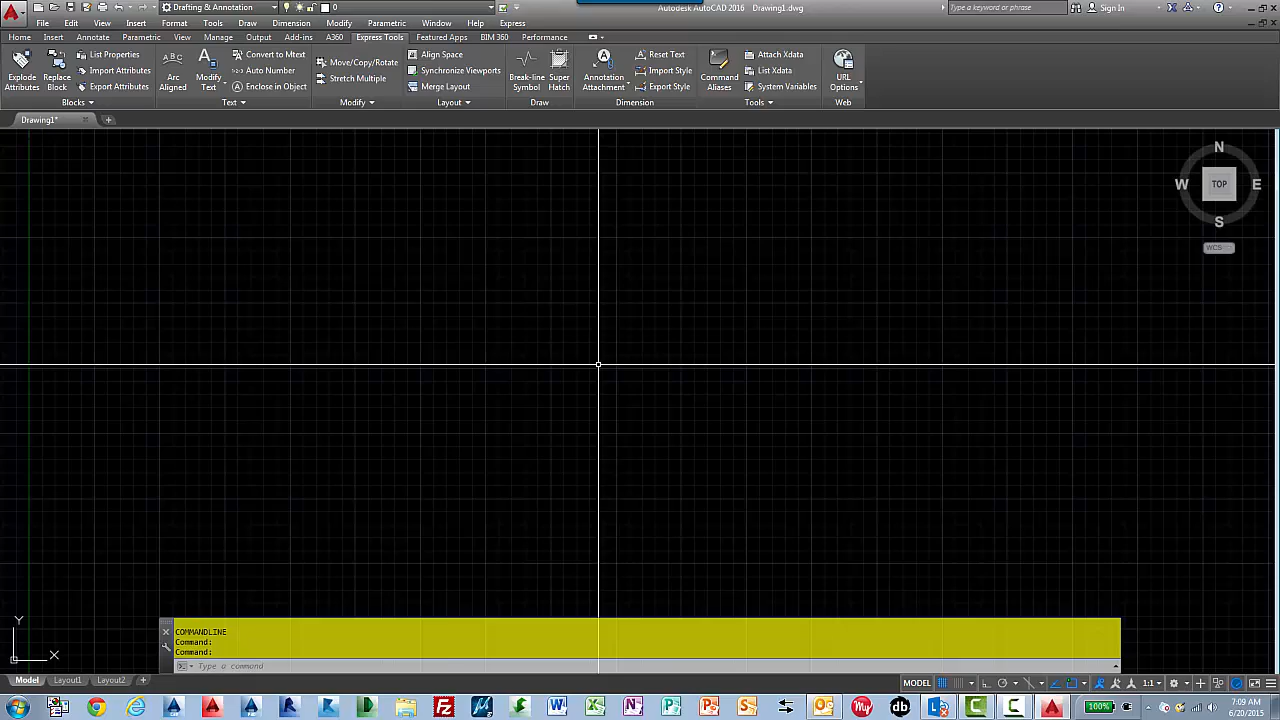 Drafting & Annotation 0 Autodesk AutoCAD 2016 Drawing1.dwg Type a keyword or phrase Sign In
File Edit View Insert Format Tools Draw Dimension Modify Parametric Window Help Express
Home Insert Annotate Parametric View Manage Output Add-ins A360 Express Tools Featured Apps BIM 360 Performance
Explode Attributes
Replace Block
List Properties
Import Attributes
Export Attributes
Blocks
Arc Aligned
Modify Text
Convert to Mtext
Auto Number
Enclose in Object
Text
Move/Copy/Rotate
Stretch Multiple
Modify
Align Space
Synchronize Viewports
Merge Layout
Layout
Break-line Symbol
Super Hatch
Draw
Annotation Attachment
Reset Text
Import Style
Export Style
Dimension
Command Aliases
Attach Xdata
List Xdata
System Variables
Tools
URL Options
Web
Drawing1*
N
W TOP E
S
WCS
Y
X
COMMANDLINE
Command:
Command:
Type a command
Model Layout1 Layout2 MODEL 1:1
100% 7:09 AM
6/20/2015